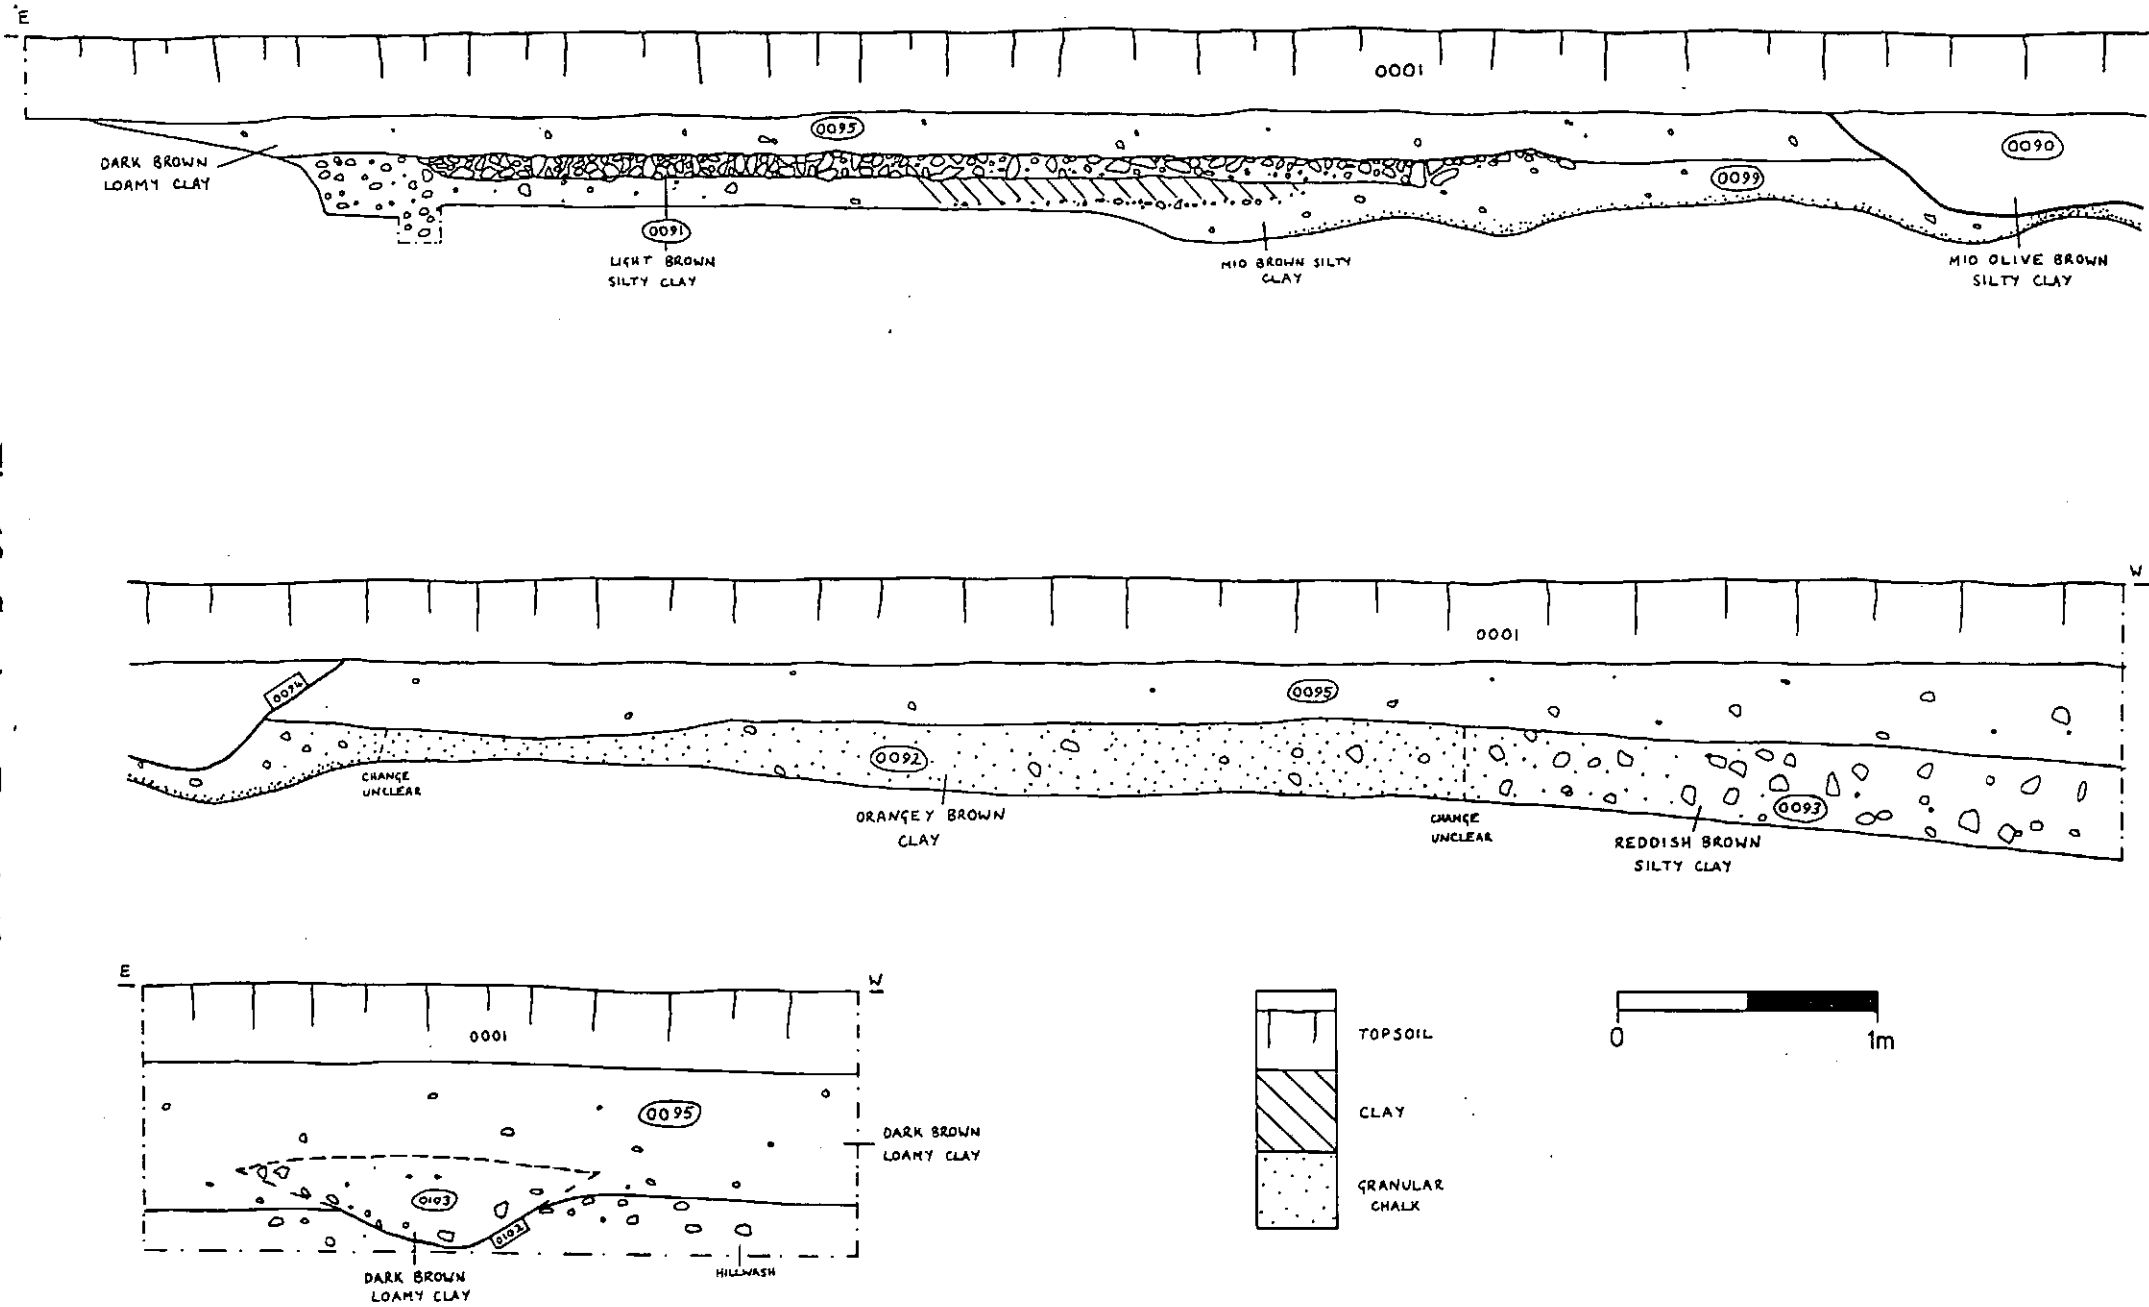 E
0001
0095
0090
DARK BROWN
LOAMY CLAY
0099
0091
LIGHT BROWN
SILTY CLAY
MID BROWN SILTY
CLAY
MID OLIVE BROWN
SILTY CLAY
W
0001
0094
0095
0092
CHANGE
UNCLEAR
ORANGEY BROWN
CLAY
CHANGE
UNCLEAR
0093
REDDISH BROWN
SILTY CLAY
E
W
0001
0095
DARK BROWN
LOAMY CLAY
0103
0102
DARK BROWN
LOAMY CLAY
HILLWASH
TOPSOIL
CLAY
GRANULAR
CHALK
0
1m